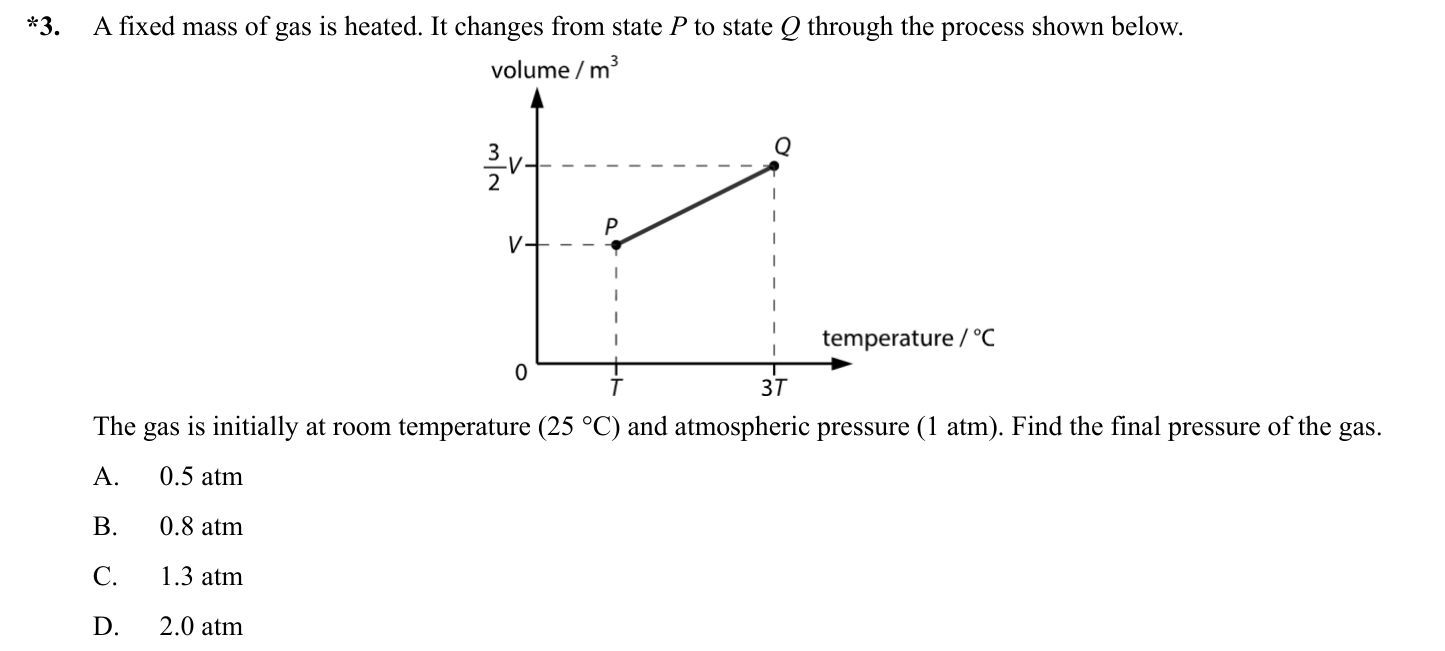 *3. A fixed mass of gas is heated. It changes from state P to state Q through the process shown below.
volume / m³
Q
3/2 V
P
V
temperature / °C
0
T
3T
The gas is initially at room temperature (25 °C) and atmospheric pressure (1 atm). Find the final pressure of the gas.
A. 0.5 atm
B. 0.8 atm
C. 1.3 atm
D. 2.0 atm